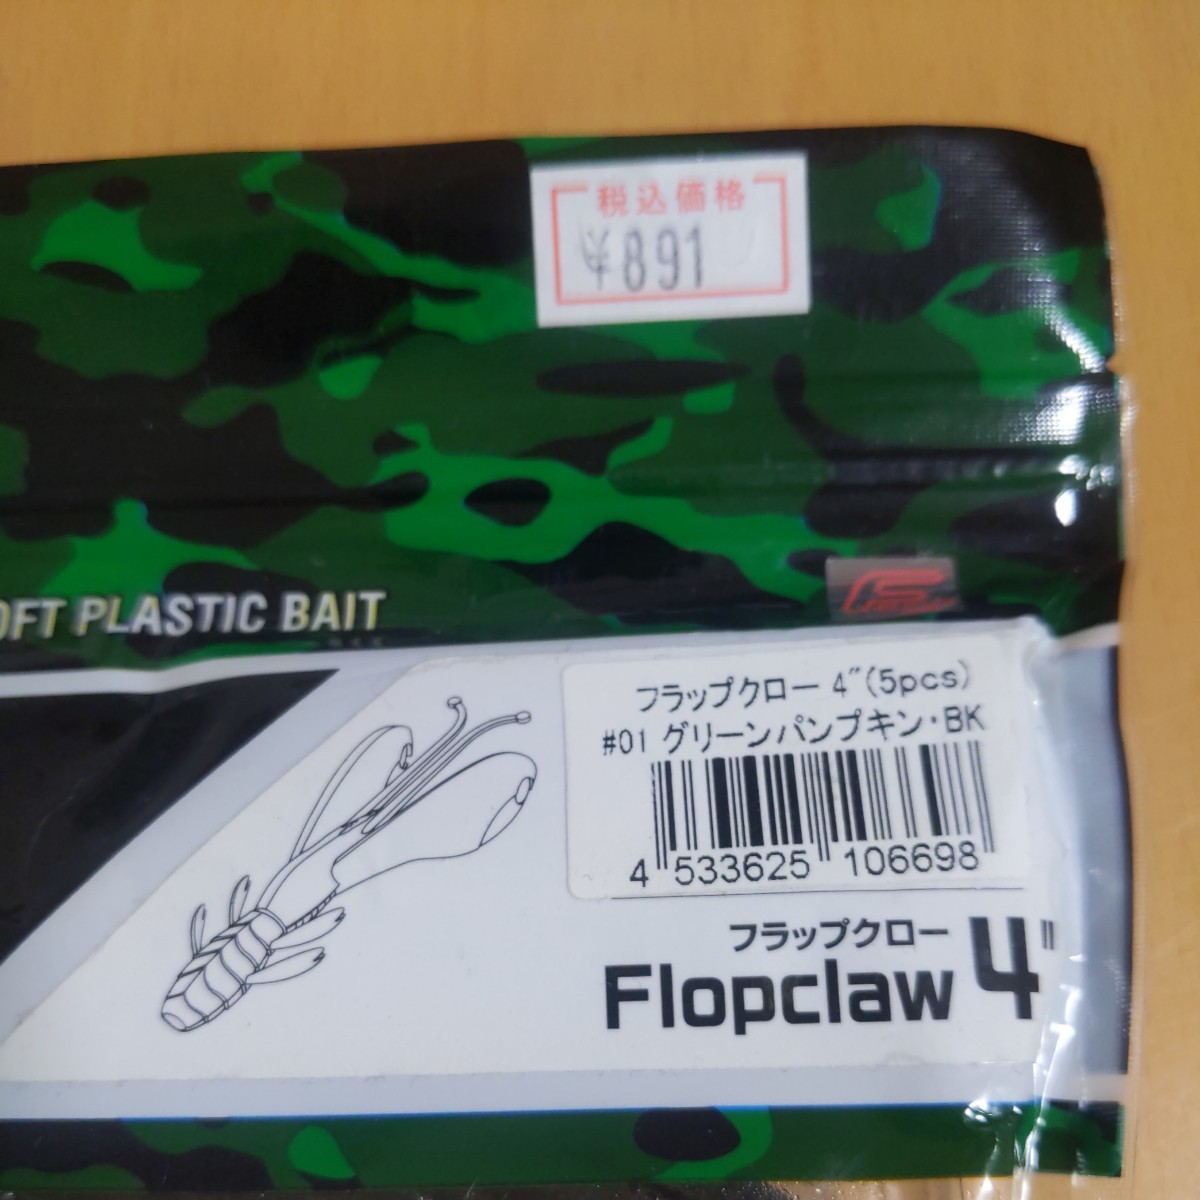 税込価格
¥891
OFT PLASTIC BAIT
フラップクロー 4"(5pcs)
#01 グリーンパンプキン・BK
4 533625 106698
フラップクロー
Flopclaw 4"